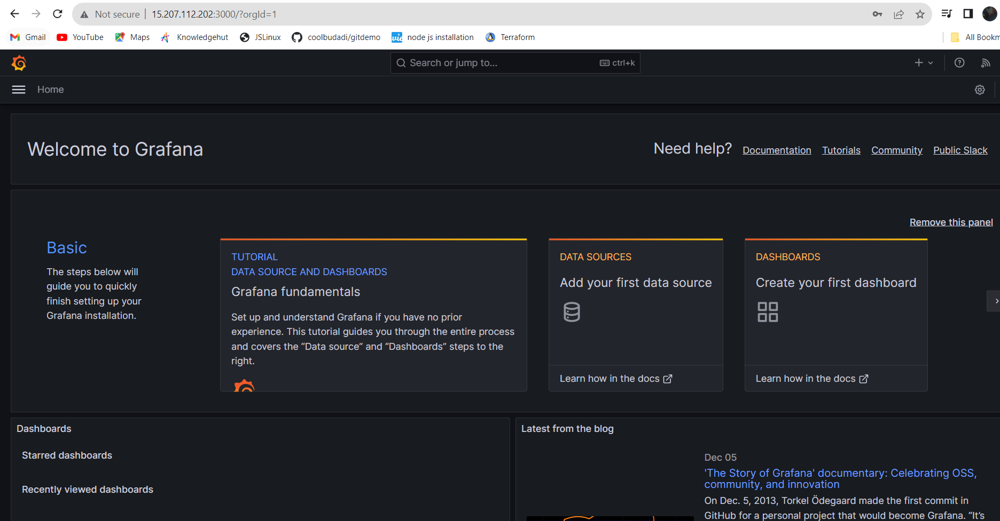 Not secure 15.207.112.202:3000/?orgId=1
Gmail YouTube Maps Knowledgehut JSLinux coolbudadi/gitdemo node js installation Terraform All Bookm
Search or jump to... ctrl+k
Home
Welcome to Grafana
Need help? Documentation Tutorials Community Public Slack
Remove this panel
Basic
The steps below will
guide you to quickly
finish setting up your
Grafana installation.
TUTORIAL
DATA SOURCE AND DASHBOARDS
Grafana fundamentals
Set up and understand Grafana if you have no prior
experience. This tutorial guides you through the entire process
and covers the “Data source” and “Dashboards” steps to the
right.
DATA SOURCES
Add your first data source
Learn how in the docs
DASHBOARDS
Create your first dashboard
Learn how in the docs
Dashboards
Starred dashboards
Recently viewed dashboards
Latest from the blog
Dec 05
'The Story of Grafana' documentary: Celebrating OSS,
community, and innovation
On Dec. 5, 2013, Torkel Ödegaard made the first commit in
GitHub for a personal project that would become Grafana. “It’s